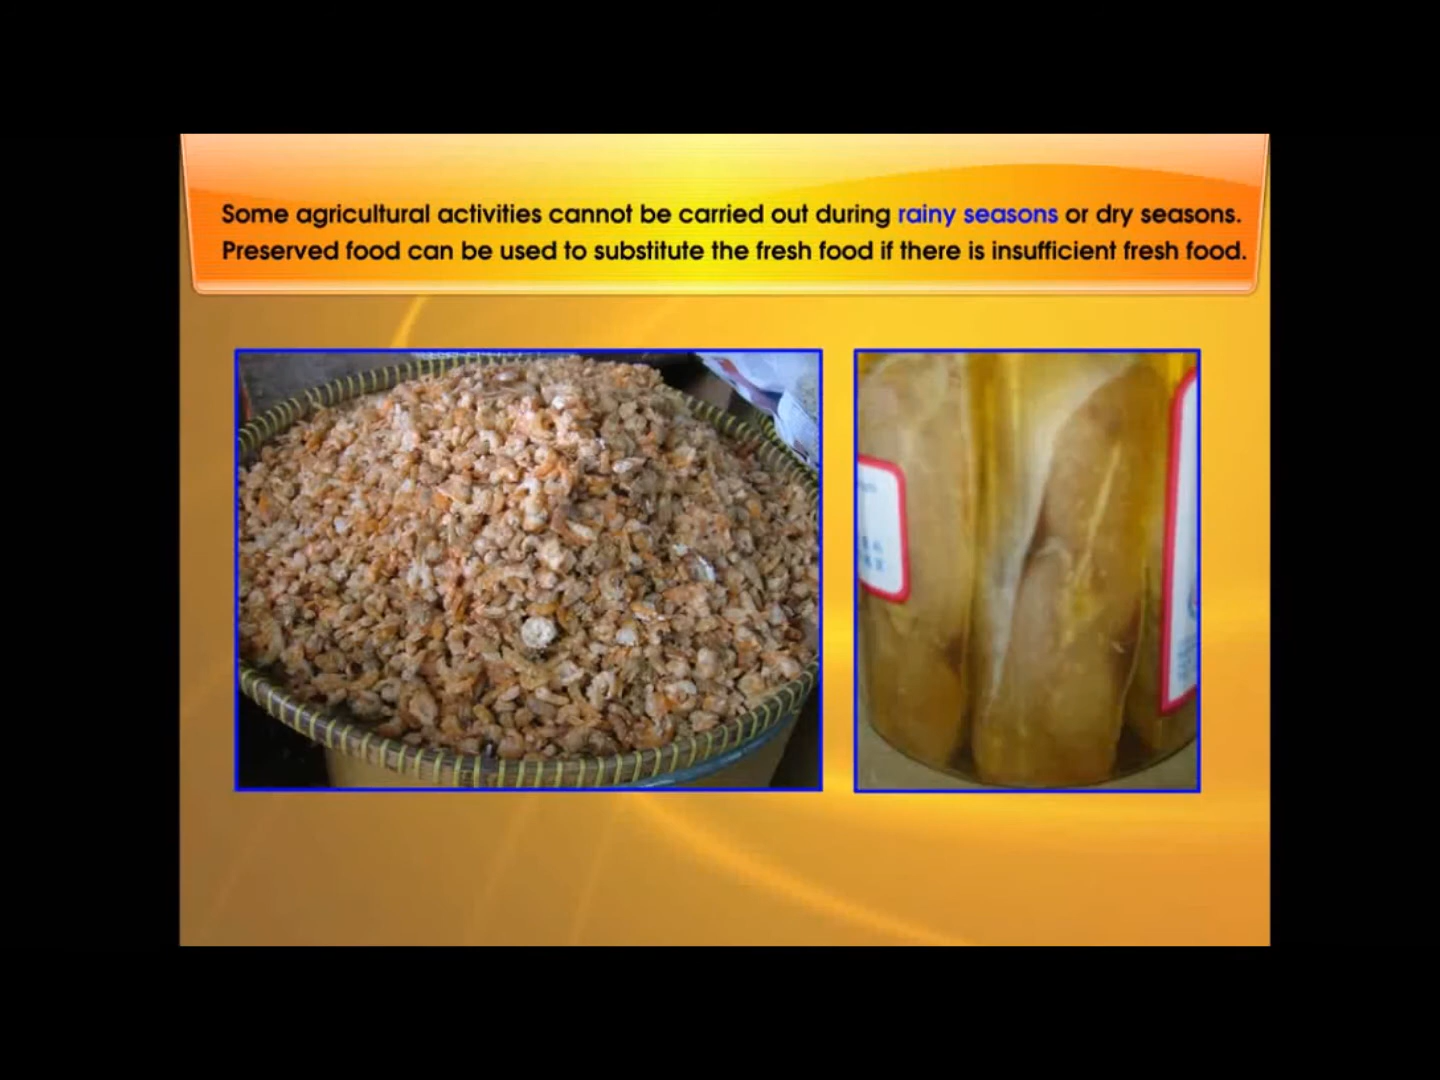 Some agricultural activities cannot be carried out during rainy seasons or dry seasons.
Preserved food can be used to substitute the fresh food if there is insufficient fresh food.